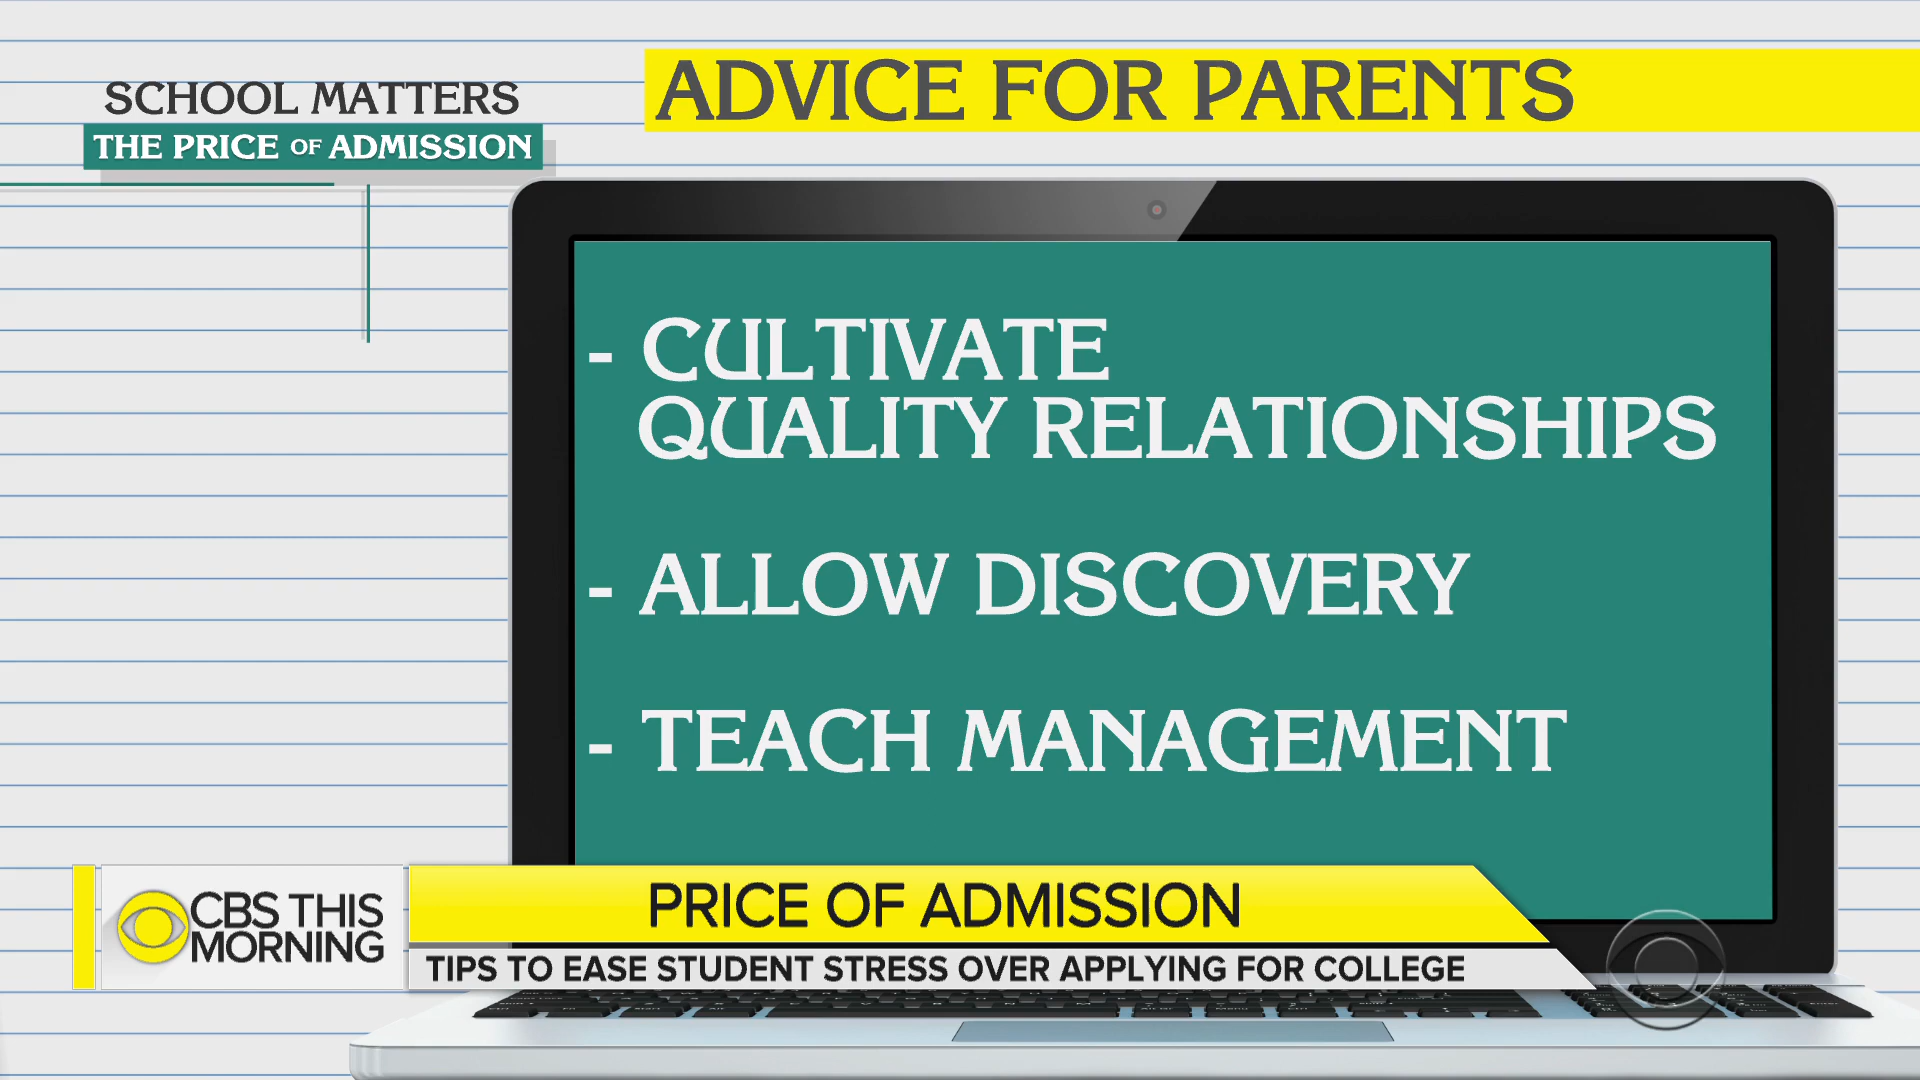 SCHOOL MATTERS
THE PRICE OF ADMISSION
ADVICE FOR PARENTS
- CULTIVATE
QUALITY RELATIONSHIPS
- ALLOW DISCOVERY
- TEACH MANAGEMENT
CBS THIS
MORNING
PRICE OF ADMISSION
TIPS TO EASE STUDENT STRESS OVER APPLYING FOR COLLEGE